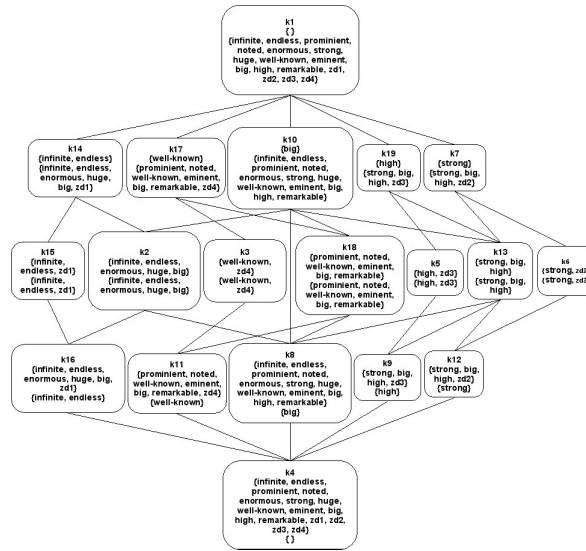 k1
{ }
{infinite, endless, prominient,
noted, enormous, strong,
huge, well-known, eminent,
big, high, remarkable, zd1,
zd2, zd3, zd4}
k14
{infinite, endless}
{infinite, endless,
enormous, huge,
big, zd1}
k17
{well-known}
{prominient, noted,
well-known, eminent,
big, remarkable, zd4}
k10
{big}
{infinite, endless,
prominient, noted,
enormous, strong, huge,
well-known, eminent, big,
high, remarkable}
k19
{high}
{strong, big,
high, zd3}
k7
{strong}
{strong, big,
high, zd2}
k15
{infinite,
endless, zd1}
{infinite,
endless, zd1}
k2
{infinite, endless,
enormous, huge, big}
{infinite, endless,
enormous, huge, big}
k3
{well-known,
zd4}
{well-known,
zd4}
k18
{prominient, noted,
well-known, eminent, big,
remarkable}
{prominient, noted,
well-known, eminent, big,
remarkable}
k5
{high, zd3}
{high, zd3}
k13
{strong, big,
high}
{strong, big,
high}
k6
{strong, zd2}
{strong, zd2}
k16
{infinite, endless,
enormous, huge, big,
zd1}
{infinite, endless}
k11
{prominient, noted,
well-known, eminent,
big, remarkable, zd4}
{well-known}
k8
{infinite, endless,
prominient, noted,
enormous, strong, huge,
well-known, eminent, big,
high, remarkable}
{big}
k9
{strong, big,
high, zd3}
{high}
k12
{strong, big,
high, zd2}
{strong}
k4
{infinite, endless,
prominient, noted,
enormous, strong, huge,
well-known, eminent, big,
high, remarkable, zd1, zd2,
zd3, zd4}
{ }